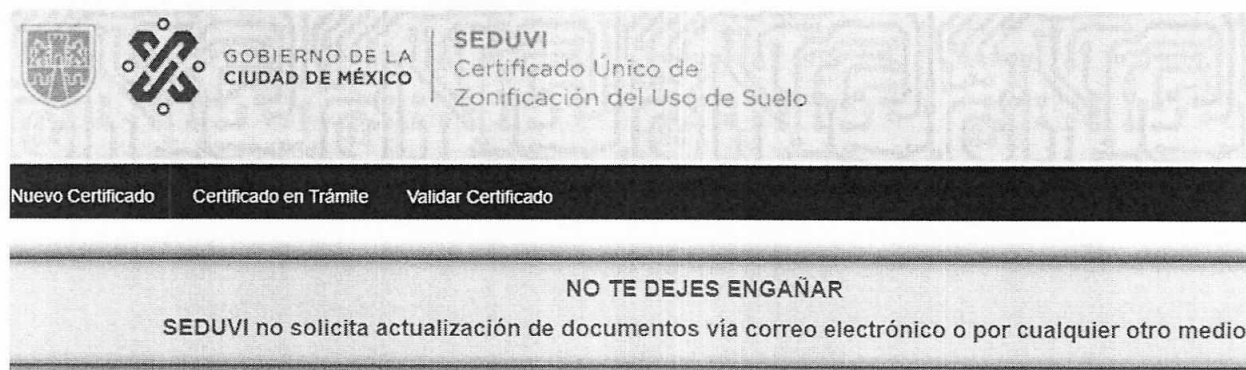 GOBIERNO DE LA
CIUDAD DE MÉXICO
SEDUVI
Certificado Único de
Zonificación del Uso de Suelo
Nuevo Certificado Certificado en Trámite Validar Certificado
NO TE DEJES ENGAÑAR
SEDUVI no solicita actualización de documentos vía correo electrónico o por cualquier otro medio